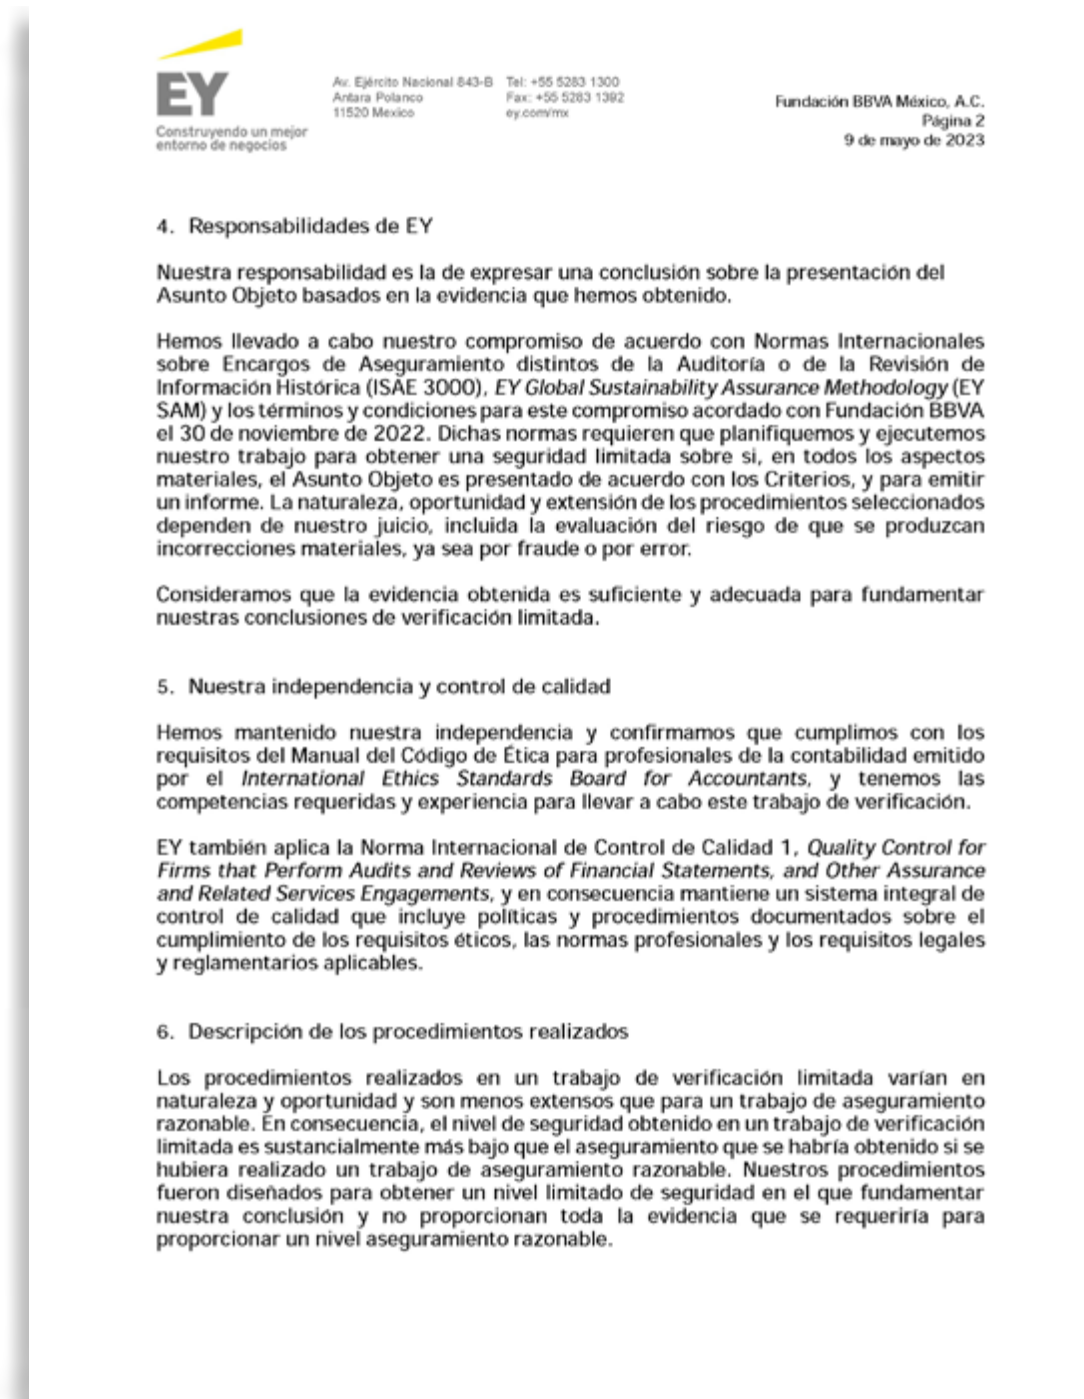 EY
Construyendo un mejor
entorno de negocios
Av. Ejército Nacional 843-B
Antara Polanco
11520 Mexico
Tel: +55 5283 1300
Fax: +55 5283 1392
ey.com/mx
Fundación BBVA México, A.C.
Página 2
9 de mayo de 2023
4. Responsabilidades de EY
Nuestra responsabilidad es la de expresar una conclusión sobre la presentación del
Asunto Objeto basados en la evidencia que hemos obtenido.
Hemos llevado a cabo nuestro compromiso de acuerdo con Normas Internacionales
sobre Encargos de Aseguramiento distintos de la Auditoría o de la Revisión de
Información Histórica (ISAE 3000), EY Global Sustainability Assurance Methodology (EY
SAM) y los términos y condiciones para este compromiso acordado con Fundación BBVA
el 30 de noviembre de 2022. Dichas normas requieren que planifiquemos y ejecutemos
nuestro trabajo para obtener una seguridad limitada sobre si, en todos los aspectos
materiales, el Asunto Objeto es presentado de acuerdo con los Criterios, y para emitir
un informe. La naturaleza, oportunidad y extensión de los procedimientos seleccionados
dependen de nuestro juicio, incluida la evaluación del riesgo de que se produzcan
incorrecciones materiales, ya sea por fraude o por error.
Consideramos que la evidencia obtenida es suficiente y adecuada para fundamentar
nuestras conclusiones de verificación limitada.
5. Nuestra independencia y control de calidad
Hemos mantenido nuestra independencia y confirmamos que cumplimos con los
requisitos del Manual del Código de Ética para profesionales de la contabilidad emitido
por el International Ethics Standards Board for Accountants, y tenemos las
competencias requeridas y experiencia para llevar a cabo este trabajo de verificación.
EY también aplica la Norma Internacional de Control de Calidad 1, Quality Control for
Firms that Perform Audits and Reviews of Financial Statements, and Other Assurance
and Related Services Engagements, y en consecuencia mantiene un sistema integral de
control de calidad que incluye políticas y procedimientos documentados sobre el
cumplimiento de los requisitos éticos, las normas profesionales y los requisitos legales
y reglamentarios aplicables.
6. Descripción de los procedimientos realizados
Los procedimientos realizados en un trabajo de verificación limitada varían en
naturaleza y oportunidad y son menos extensos que para un trabajo de aseguramiento
razonable. En consecuencia, el nivel de seguridad obtenido en un trabajo de verificación
limitada es sustancialmente más bajo que el aseguramiento que se habría obtenido si se
hubiera realizado un trabajo de aseguramiento razonable. Nuestros procedimientos
fueron diseñados para obtener un nivel limitado de seguridad en el que fundamentar
nuestra conclusión y no proporcionan toda la evidencia que se requeriría para
proporcionar un nivel aseguramiento razonable.